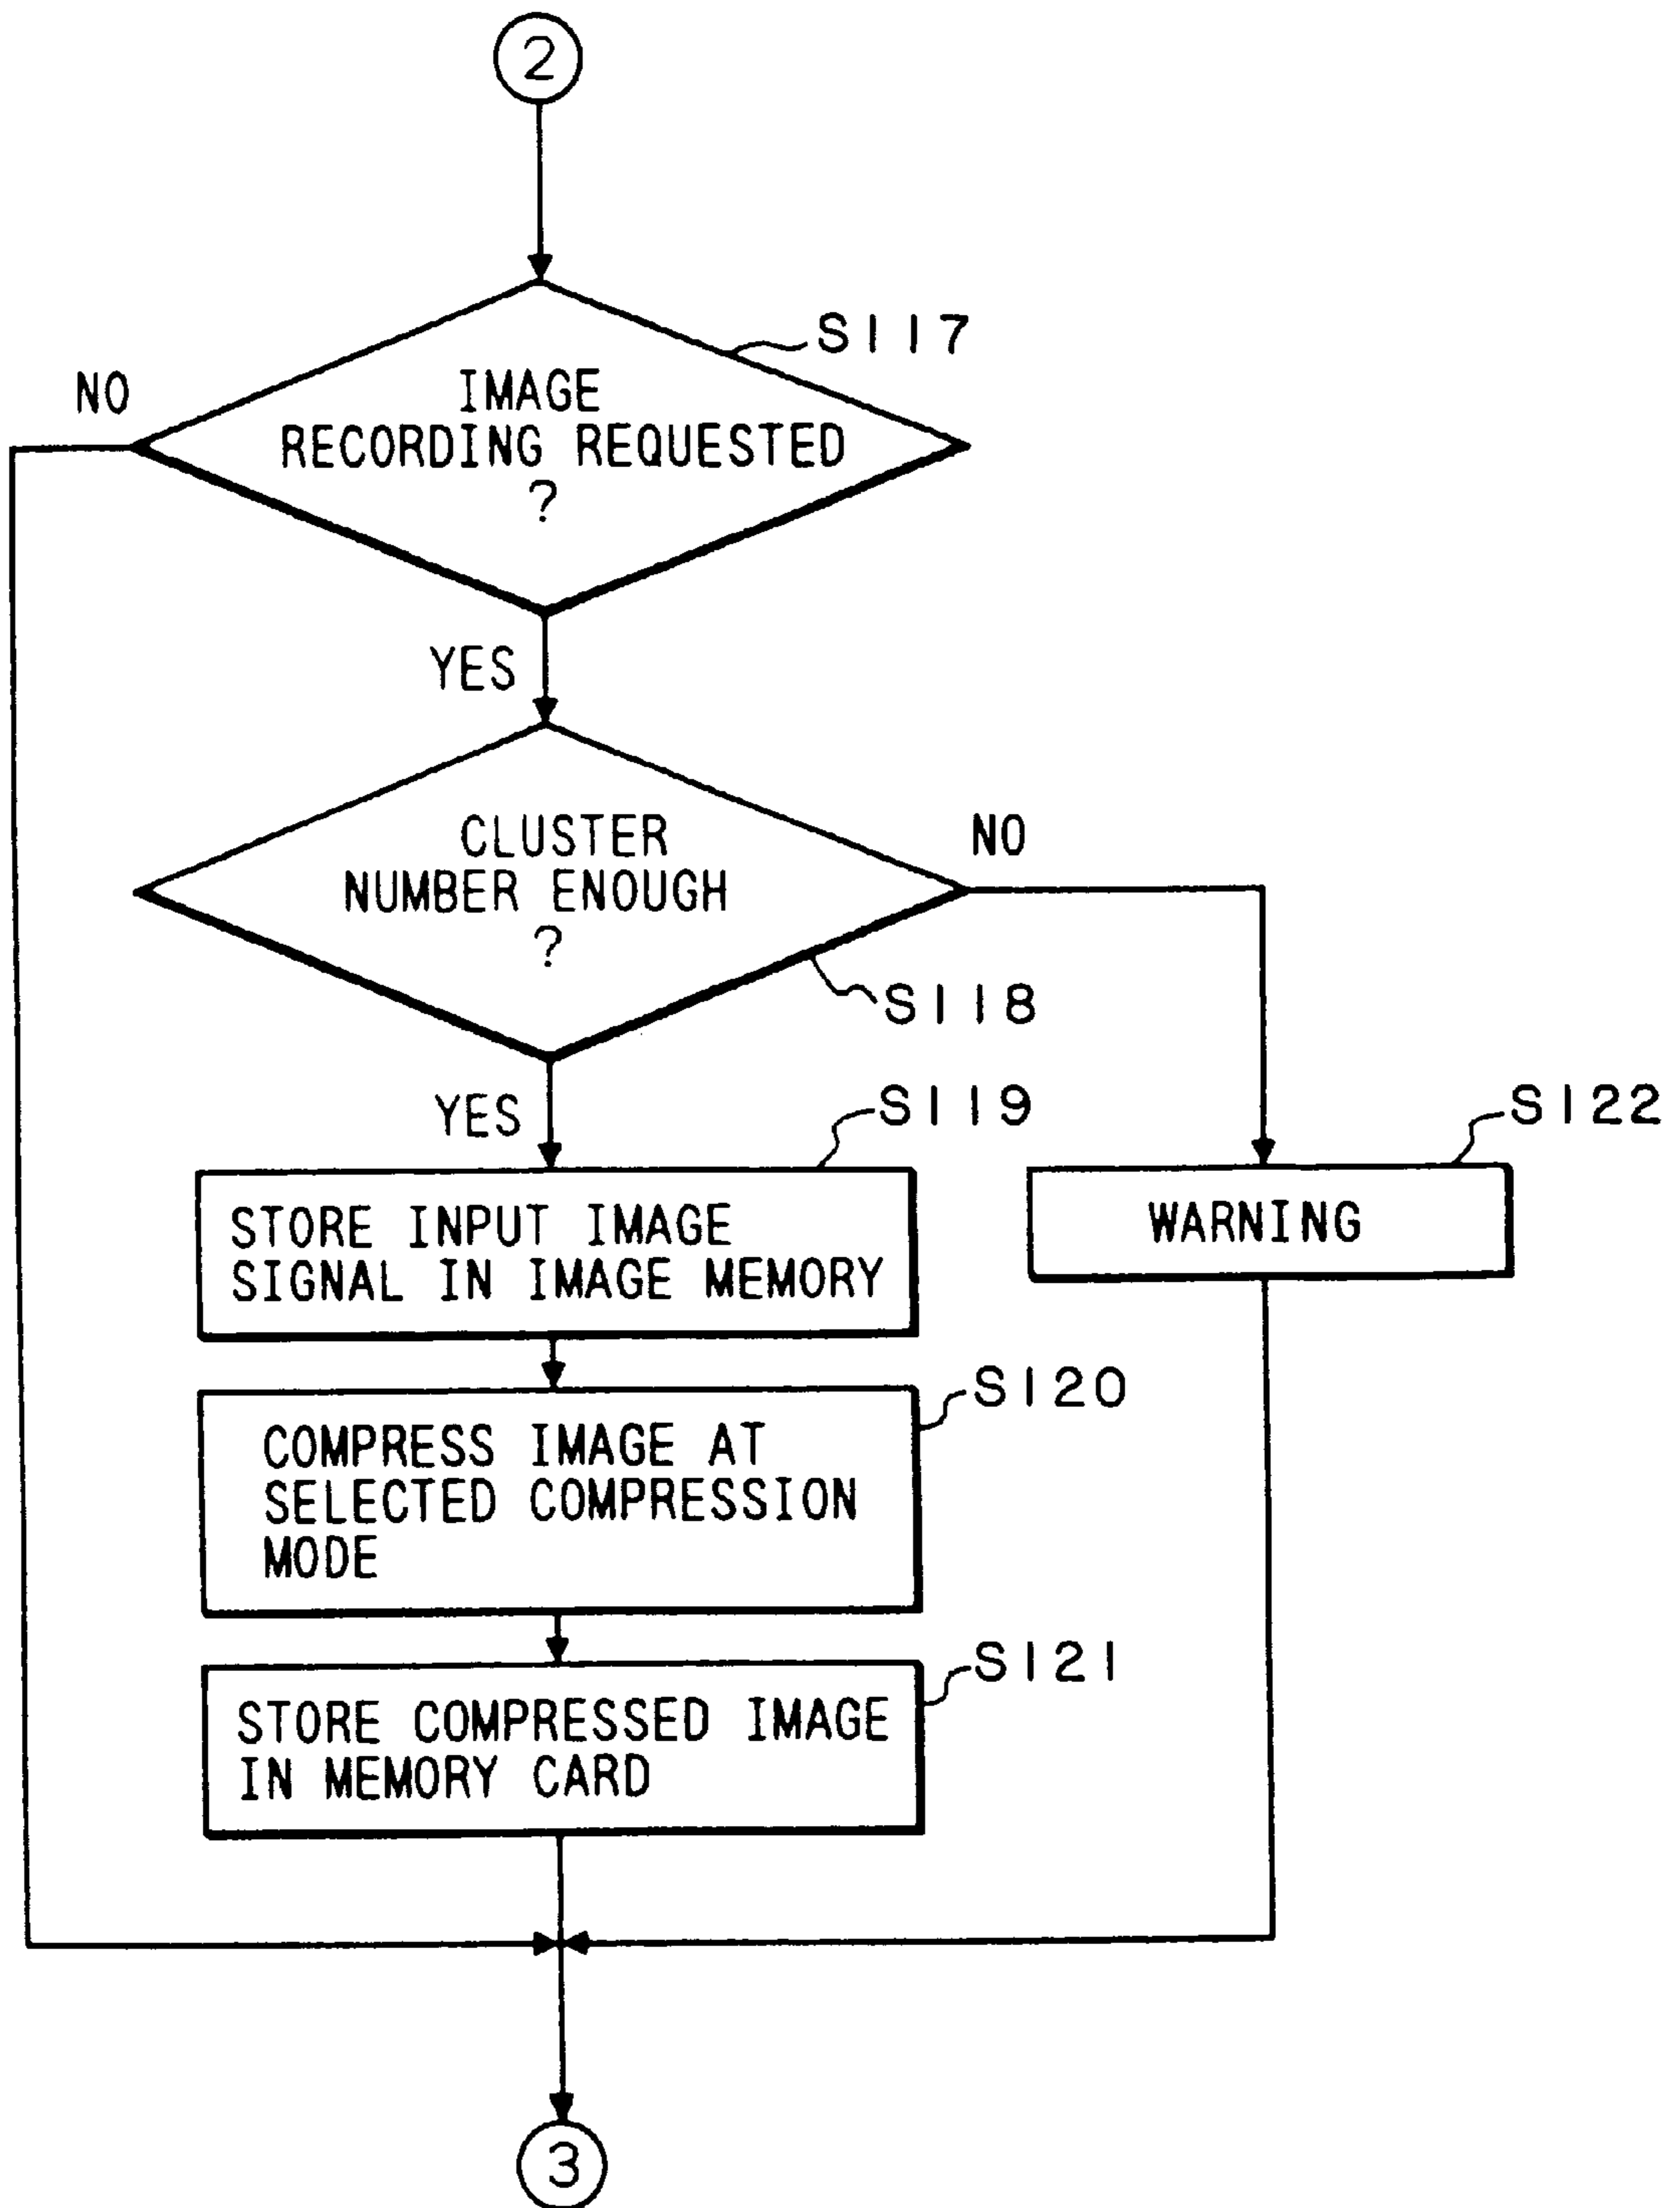 2
S117
NO
IMAGE
RECORDING REQUESTED
?
YES
CLUSTER
NUMBER ENOUGH
?
NO
S118
YES
S119
S122
STORE INPUT IMAGE
SIGNAL IN IMAGE MEMORY
WARNING
S120
COMPRESS IMAGE AT
SELECTED COMPRESSION
MODE
S121
STORE COMPRESSED IMAGE
IN MEMORY CARD
3